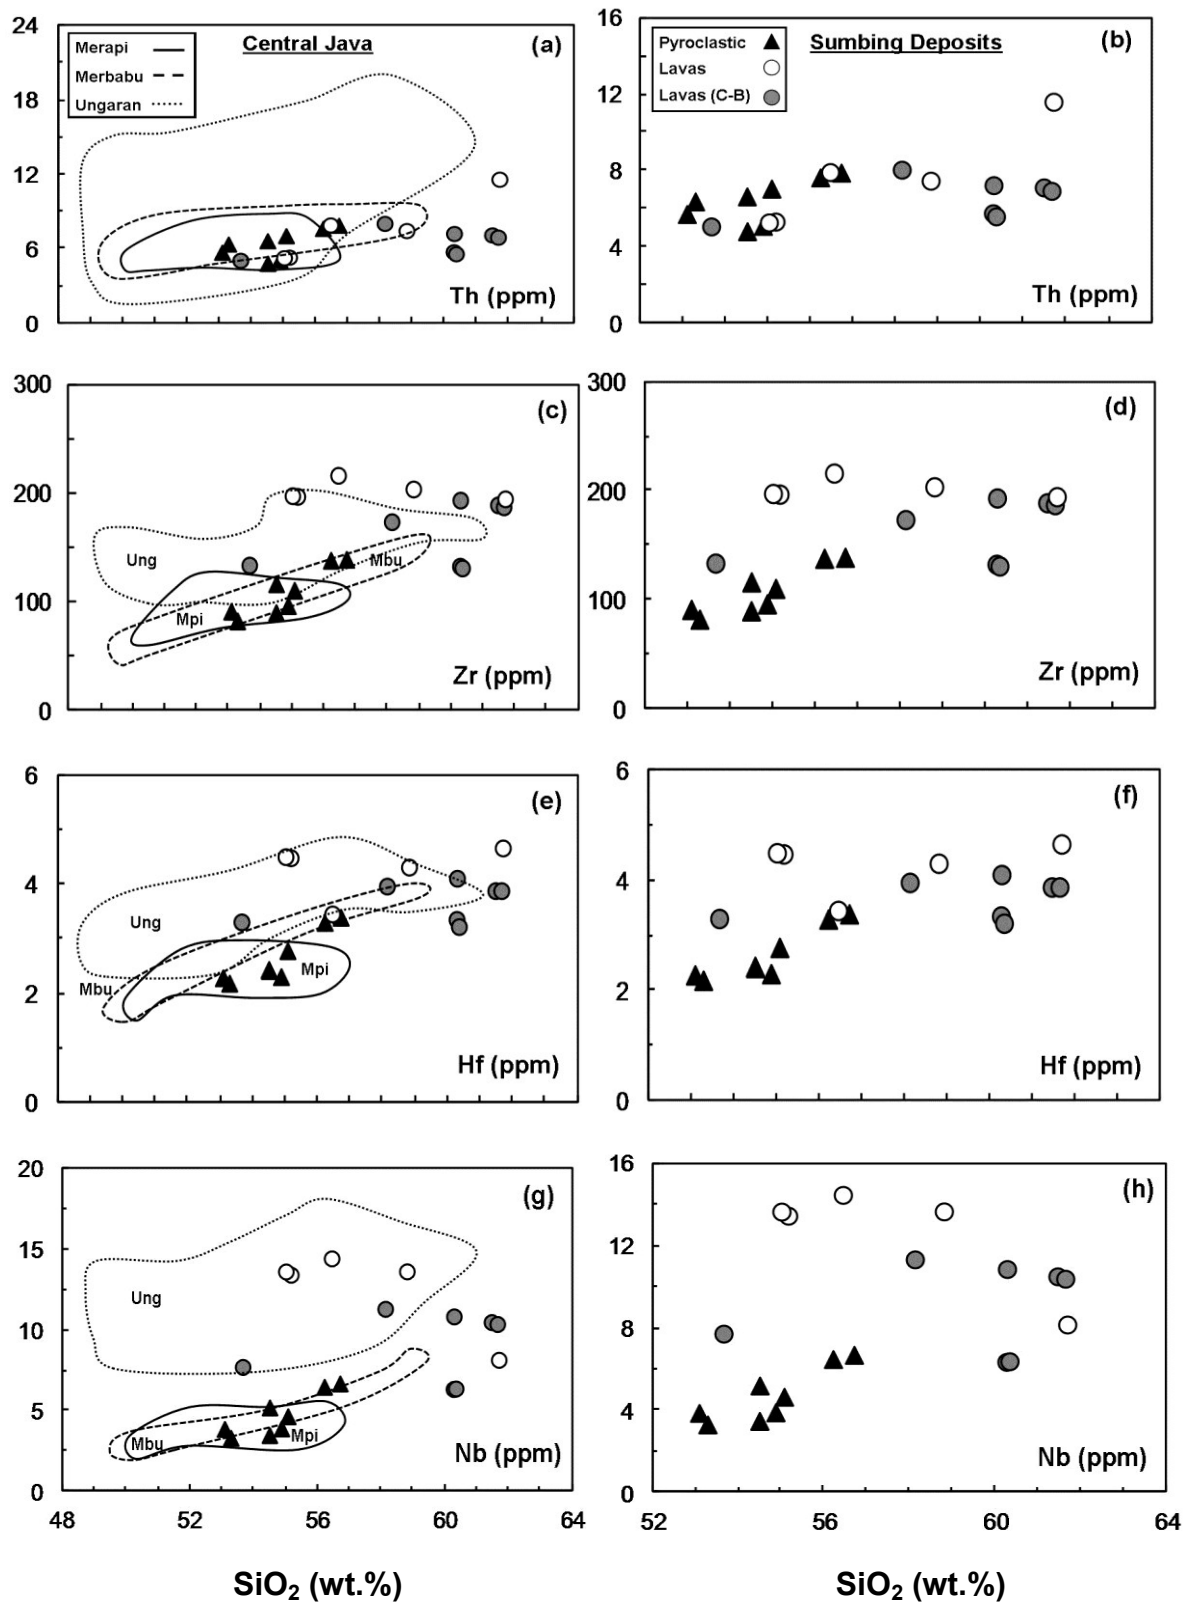 24
18
12
6
0
Merapi
Merbabu
Ungaran
Central Java
(a)
Th (ppm)
16
12
8
4
0
Pyroclastic
Lavas
Lavas (C-B)
Sumbing Deposits
(b)
Th (ppm)
300
200
100
0
(c)
Ung
Mbu
Mpi
Zr (ppm)
300
200
100
0
(d)
Zr (ppm)
6
4
2
0
(e)
Ung
Mpi
Mbu
Hf (ppm)
6
4
2
0
(f)
Hf (ppm)
20
15
10
5
0
(g)
Ung
Mbu
Mpi
Nb (ppm)
48 52 56 60 64
SiO₂ (wt.%)
16
12
8
4
0
(h)
Nb (ppm)
52 56 60 64
SiO₂ (wt.%)